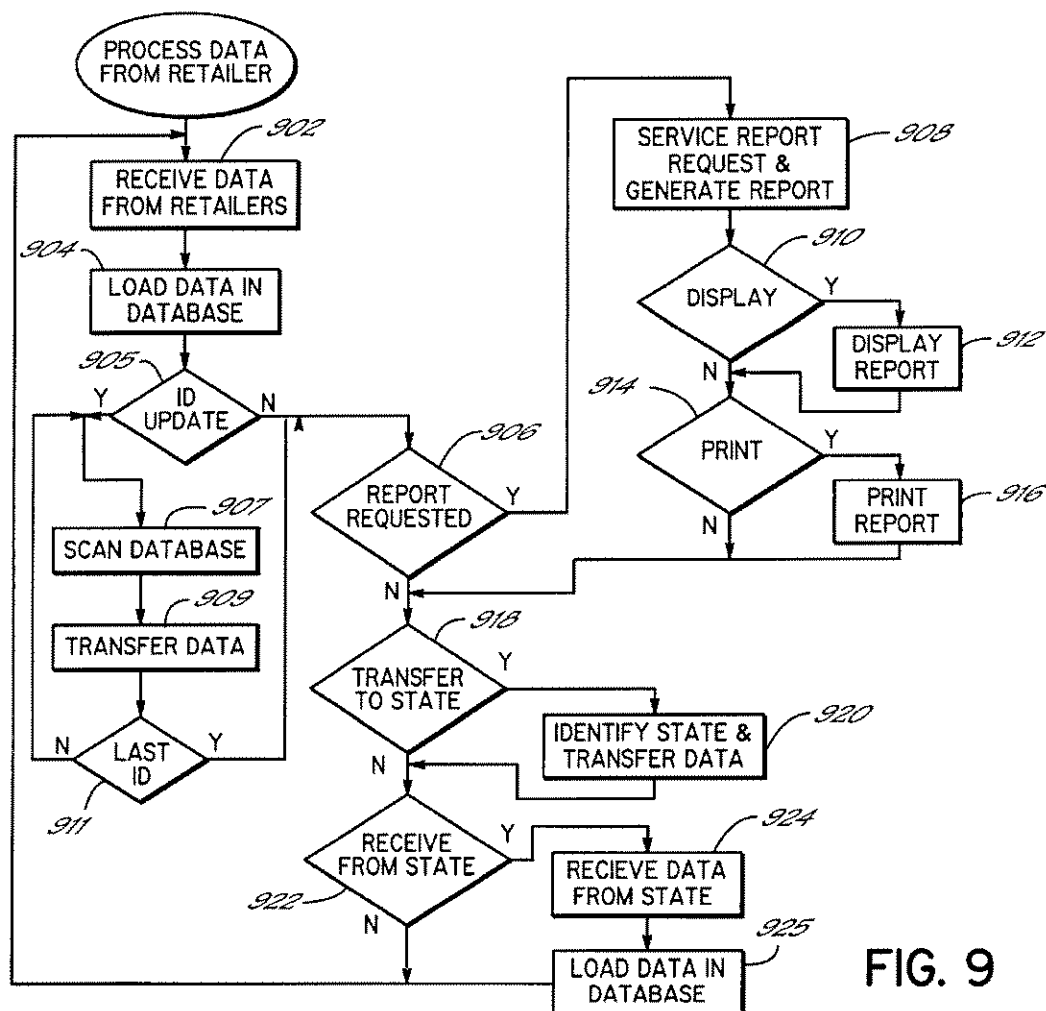 PROCESS DATA
FROM RETAILER
902
RECEIVE DATA
FROM RETAILERS
904
LOAD DATA IN
DATABASE
905
Y
ID
UPDATE
N
907
SCAN DATABASE
909
TRANSFER DATA
N
LAST
ID
Y
911
906
REPORT
REQUESTED
Y
N
908
SERVICE REPORT
REQUEST &
GENERATE REPORT
910
DISPLAY
Y
N
DISPLAY
REPORT
912
914
PRINT
Y
N
PRINT
REPORT
916
918
TRANSFER
TO STATE
Y
N
IDENTIFY STATE &
TRANSFER DATA
920
RECEIVE
FROM STATE
Y
922
N
924
RECIEVE DATA
FROM STATE
925
LOAD DATA IN
DATABASE
FIG. 9